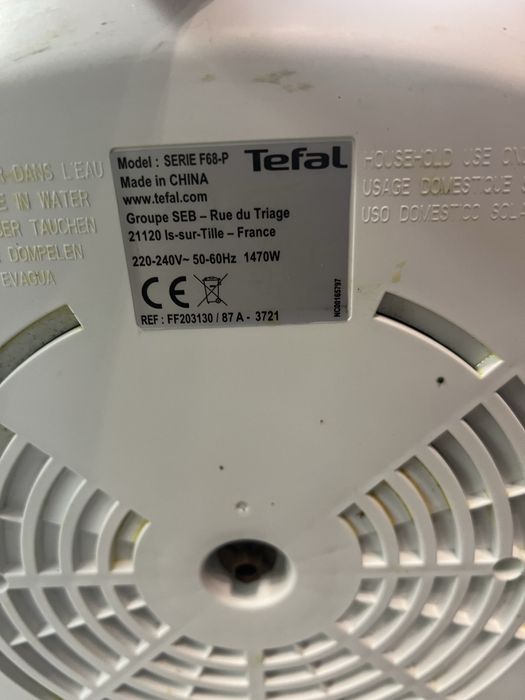 DANS L'EAU
IN WATER
TAUCHEN
DOMPELEN
Model : SERIE F68-P
Tefal
Made in CHINA
www.tefal.com
Groupe SEB – Rue du Triage
21120 Is-sur-Tille – France
220-240V~ 50-60Hz 1470W
CE
REF : FF203130 / 87 A - 3721
NC00165797
HOUSEHOLD USE
USAGE DOMESTIQUE
USO DOMESTICO